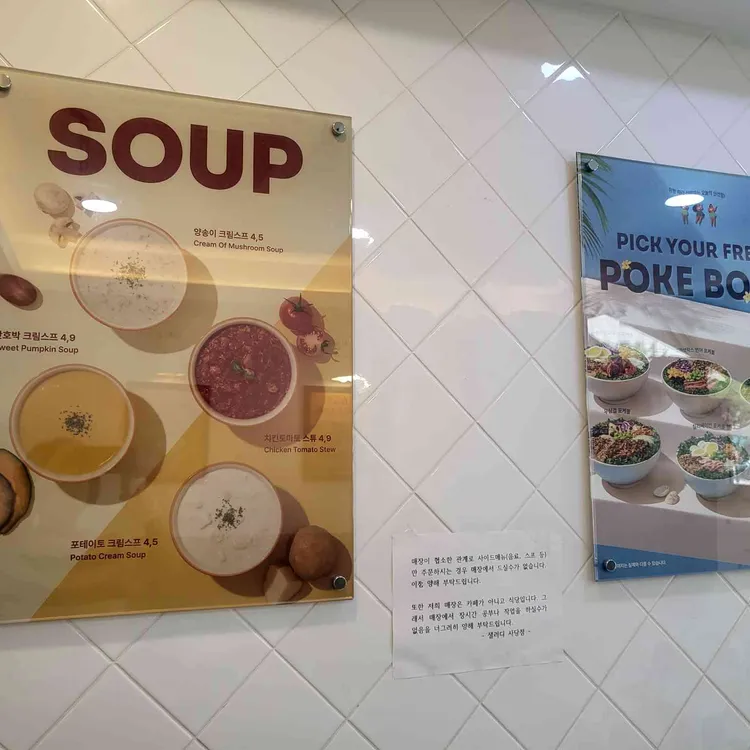 SOUP
양송이 크림스프 4,5
Cream Of Mushroom Soup
단호박 크림스프 4,9
Sweet Pumpkin Soup
치킨토마토 스튜 4,9
Chicken Tomato Stew
포테이토 크림스프 4,5
Potato Cream Soup
매장이 협소한 관계로 사이드메뉴(음료, 스프 등)
만 주문하시는 경우 매장에서 드실수가 없습니다.
이점 양해 부탁드립니다.
또한 저희 매장은 카페가 아니고 식당입니다. 그
래서 매장에서 장시간 공부나 작업을 하실수가
없음을 너그러히 양해 부탁드립니다.
- 샐러디 사당점 -
PICK YOUR FRE
POKE BO